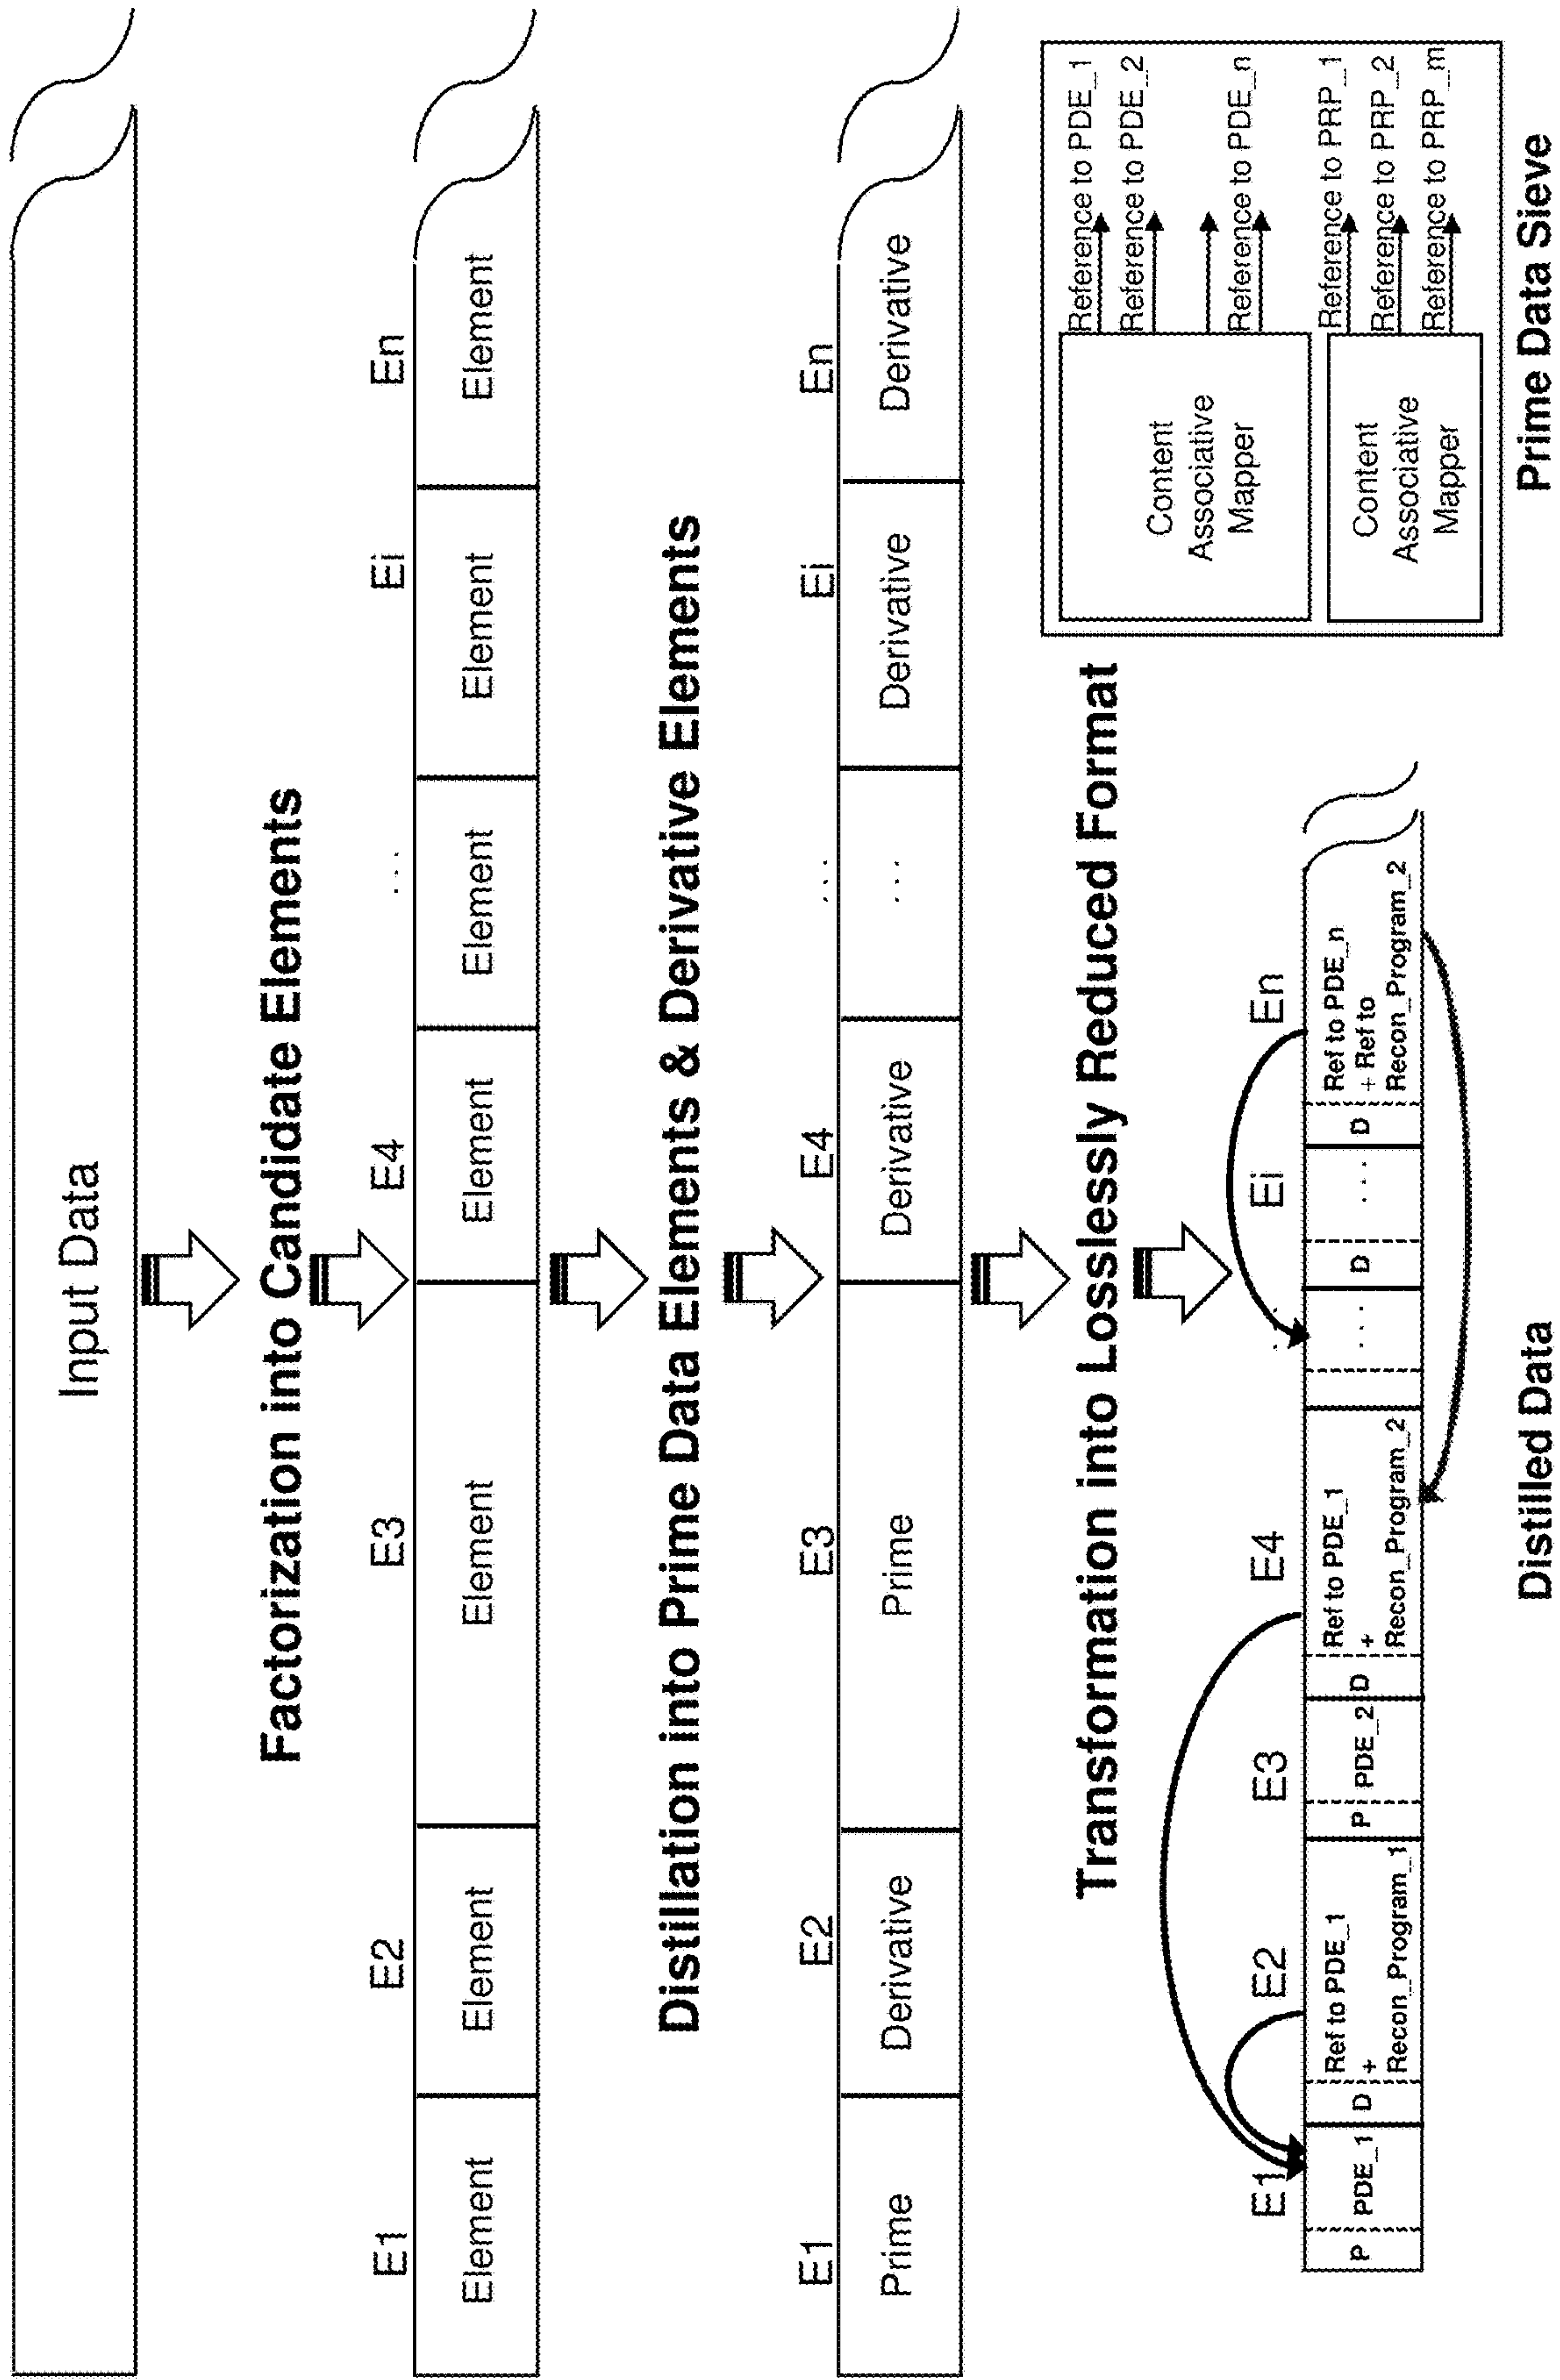 Input Data
Factorization into Candidate Elements
E1 E2 E3 E4 ... Ei En
Element Element Element Element Element Element Element
Distillation into Prime Data Elements & Derivative Elements
E1 E2 E3 E4 ... Ei En
Prime Derivative Prime Derivative ... Derivative Derivative
Transformation into Losslessly Reduced Format
E1 E2 E3 E4 ... Ei En
P PDE_1
D Ref to PDE_1
+
Recon_Program_1
P PDE_2
D Ref to PDE_1
+
Recon_Program_2
...
D ...
D Ref to PDE_n
+ Ref to
Recon_Program_2
Distilled Data
Content
Associative
Mapper
Reference to PDE_1
Reference to PDE_2
Reference to PDE_n
Content
Associative
Mapper
Reference to PRP_1
Reference to PRP_2
Reference to PRP_m
Prime Data Sieve